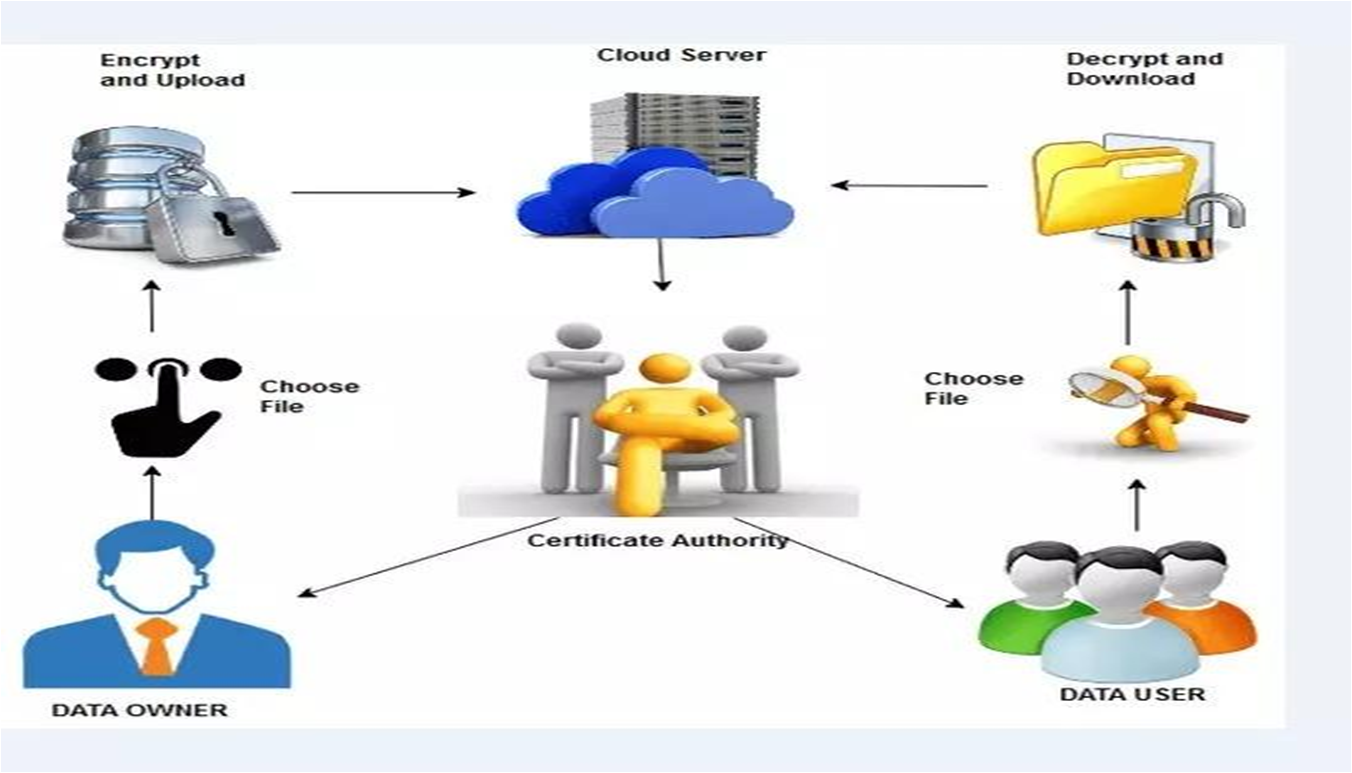 Encrypt
and Upload
Cloud Server
Decrypt and
Download
Choose
File
Choose
File
Certificate Authority
DATA OWNER
DATA USER